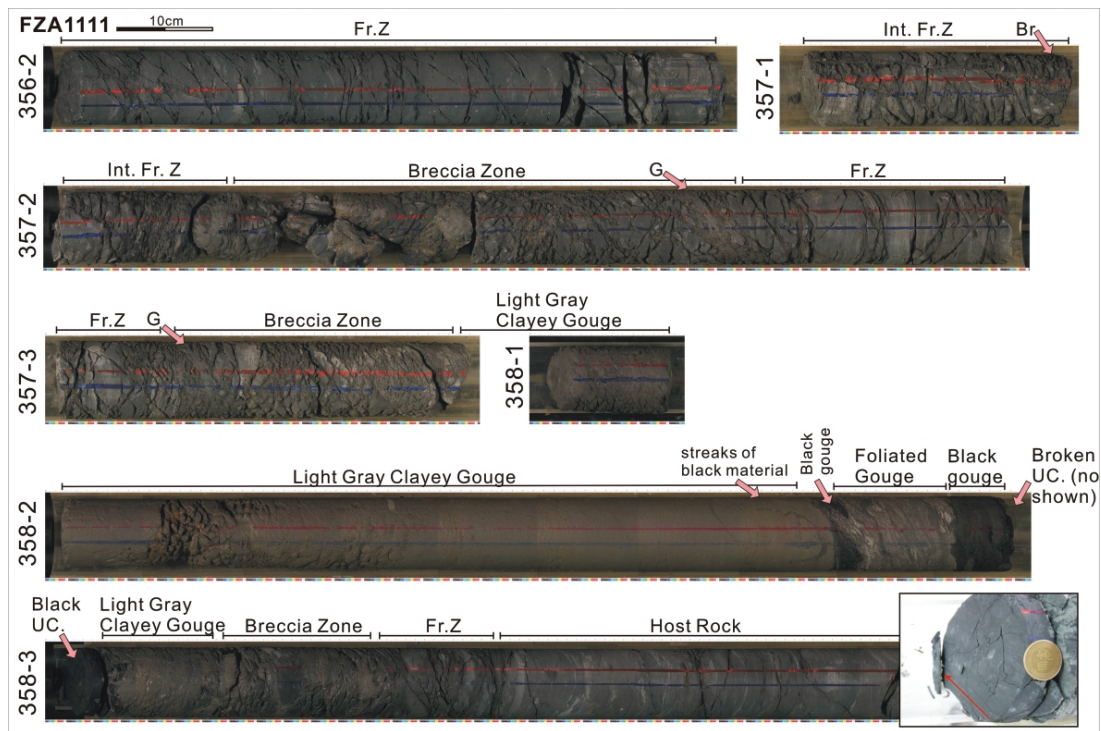 FZA1111
10cm
Fr.Z
356-2
Int. Fr.Z
Br
357-1
Int. Fr. Z
Breccia Zone
G
Fr.Z
357-2
Fr.Z
G
Breccia Zone
357-3
Light Gray
Clayey Gouge
358-1
Light Gray Clayey Gouge
streaks of
black material
Black
gouge
Foliated
Gouge
Black
gouge
Broken
UC. (no
shown)
358-2
Black
UC.
Light Gray
Clayey Gouge
Breccia Zone
Fr.Z
Host Rock
358-3